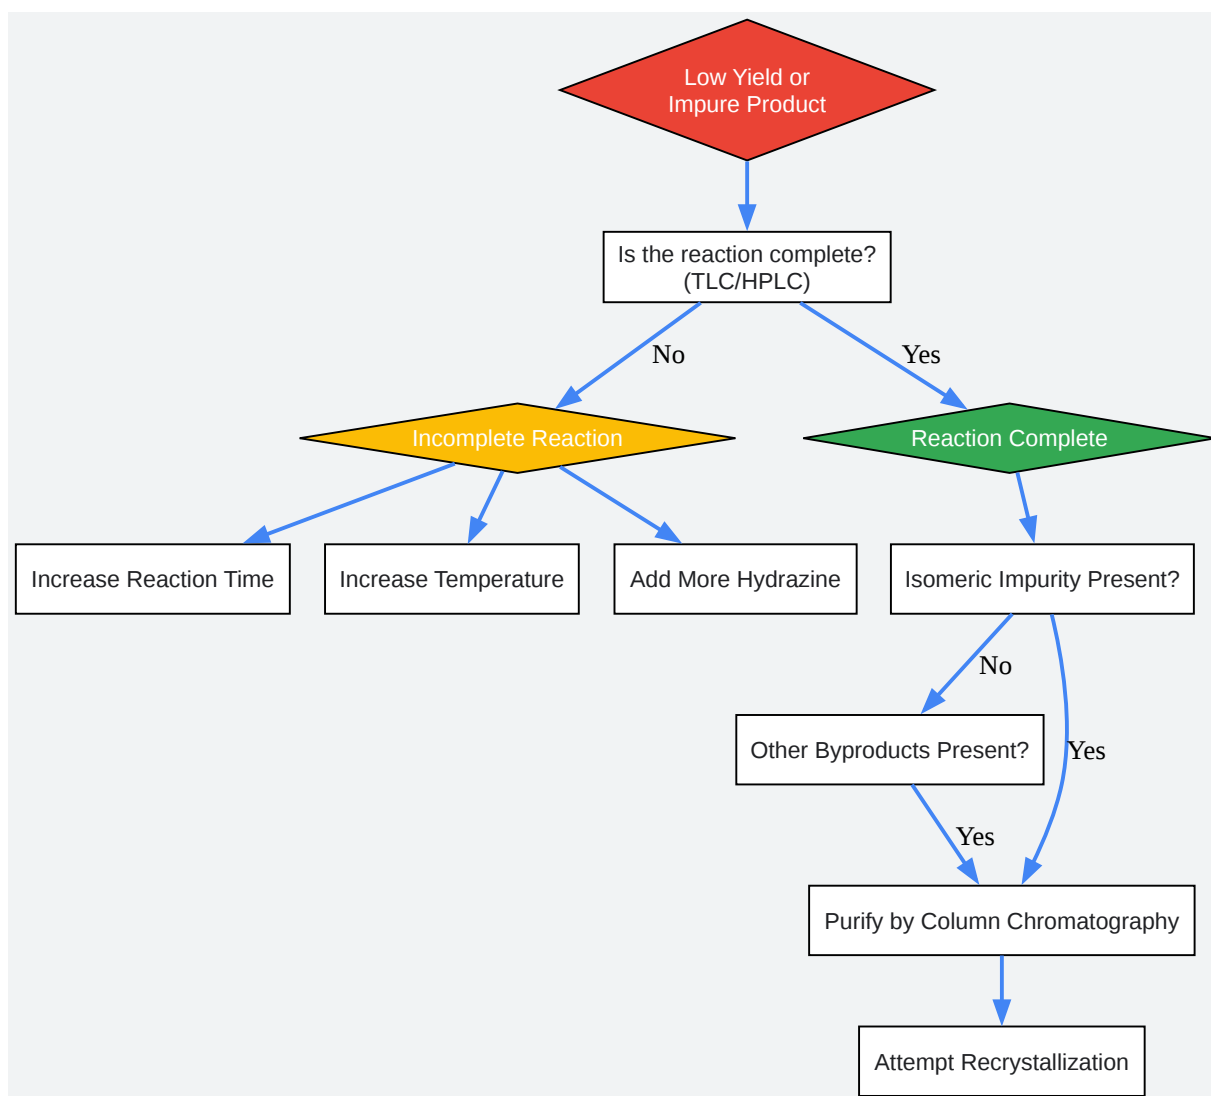 Low Yield or
Impure Product
Is the reaction complete?
(TLC/HPLC)
No
Yes
Incomplete Reaction
Reaction Complete
Increase Reaction Time
Increase Temperature
Add More Hydrazine
Isomeric Impurity Present?
No
Other Byproducts Present?
Yes
Yes
Purify by Column Chromatography
Attempt Recrystallization